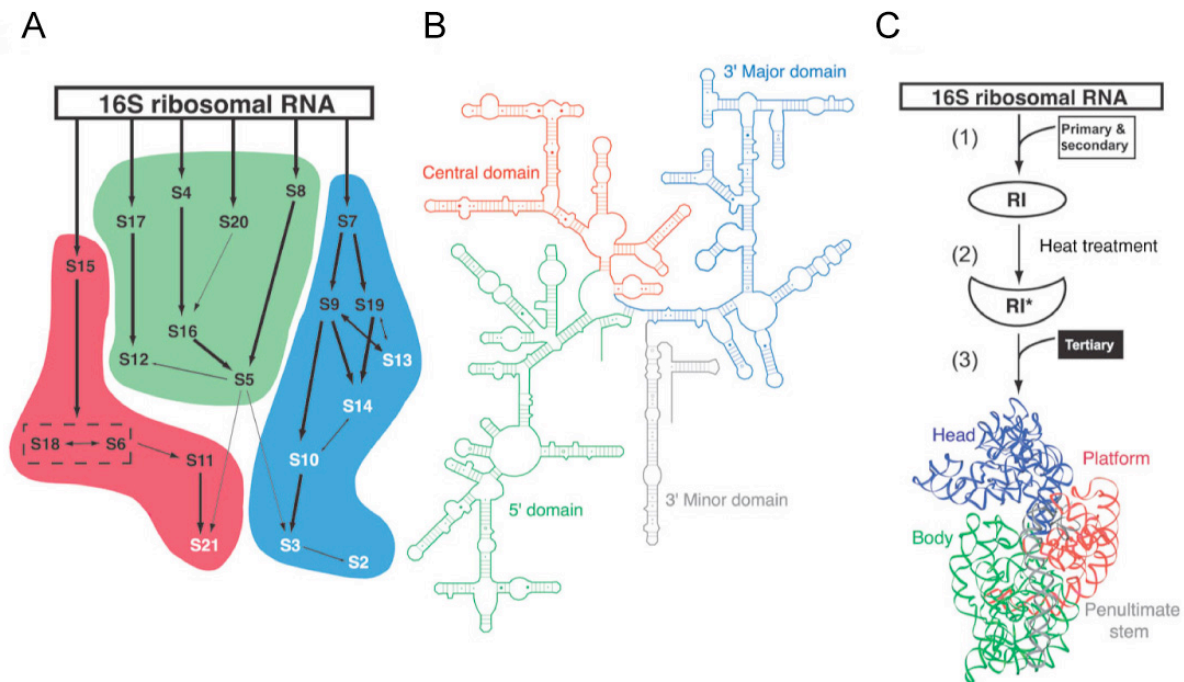 A
16S ribosomal RNA
S4
S8
S17
S20
S7
S15
S9
S19
S16
S12
S13
S5
S14
S18
S6
S11
S10
S21
S3
S2
B
3' Major domain
Central domain
5' domain
3' Minor domain
C
16S ribosomal RNA
(1)
Primary &
secondary
RI
(2)
Heat treatment
RI*
(3)
Tertiary
Head
Platform
Body
Penultimate
stem